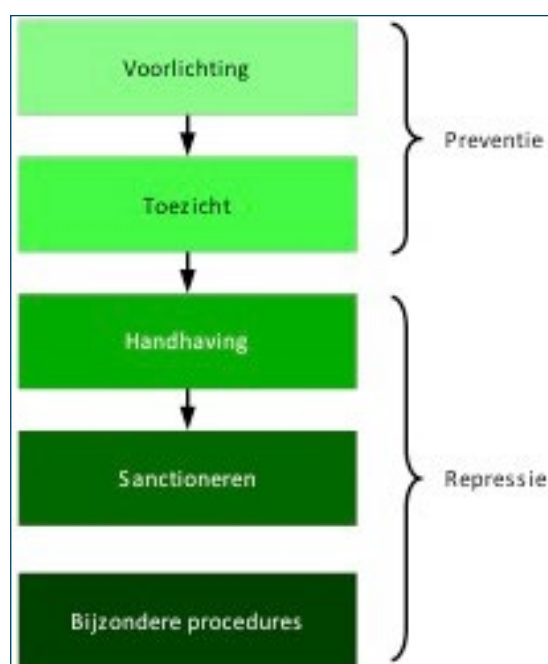 Voorlichting
Preventie
Toezicht
Handhaving
Sanctioneren
Repressie
Bijzondere procedures